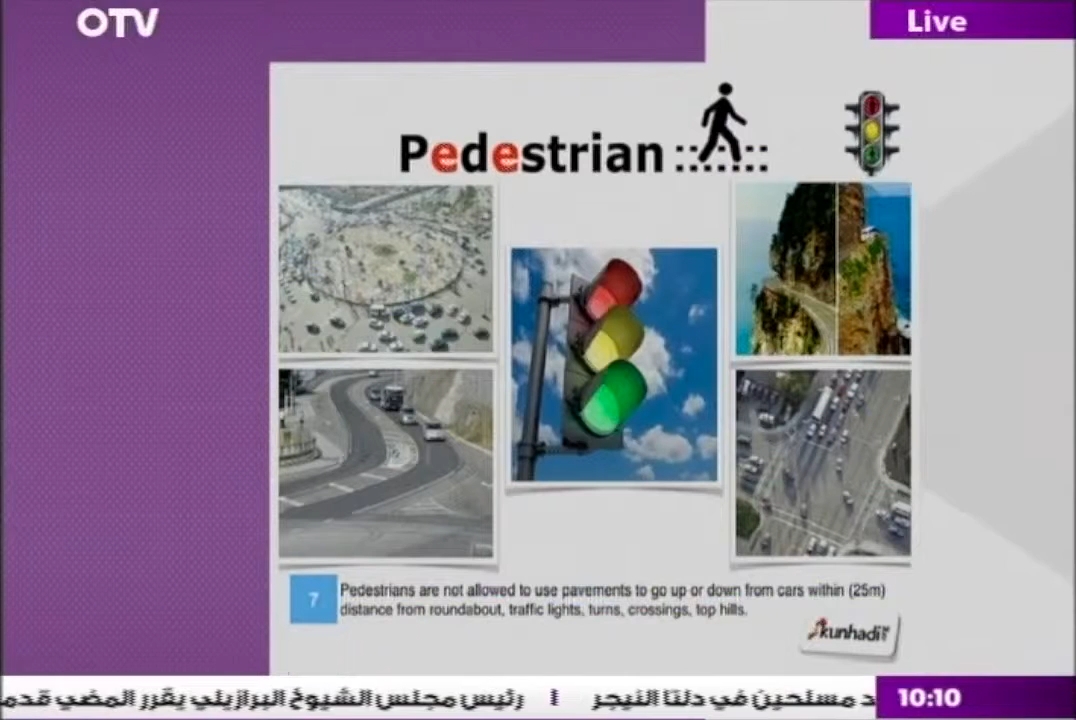 OTV
Live
Pedestrian
7
Pedestrians are not allowed to use pavements to go up or down from cars within (25m)
distance from roundabout, traffic lights, turns, crossings, top hills.
kunhadi
د مسلحين في دلتا النيجر ا رئيس مجلس الشيوخ البرازيلي يقرر المضي قدما
10:10